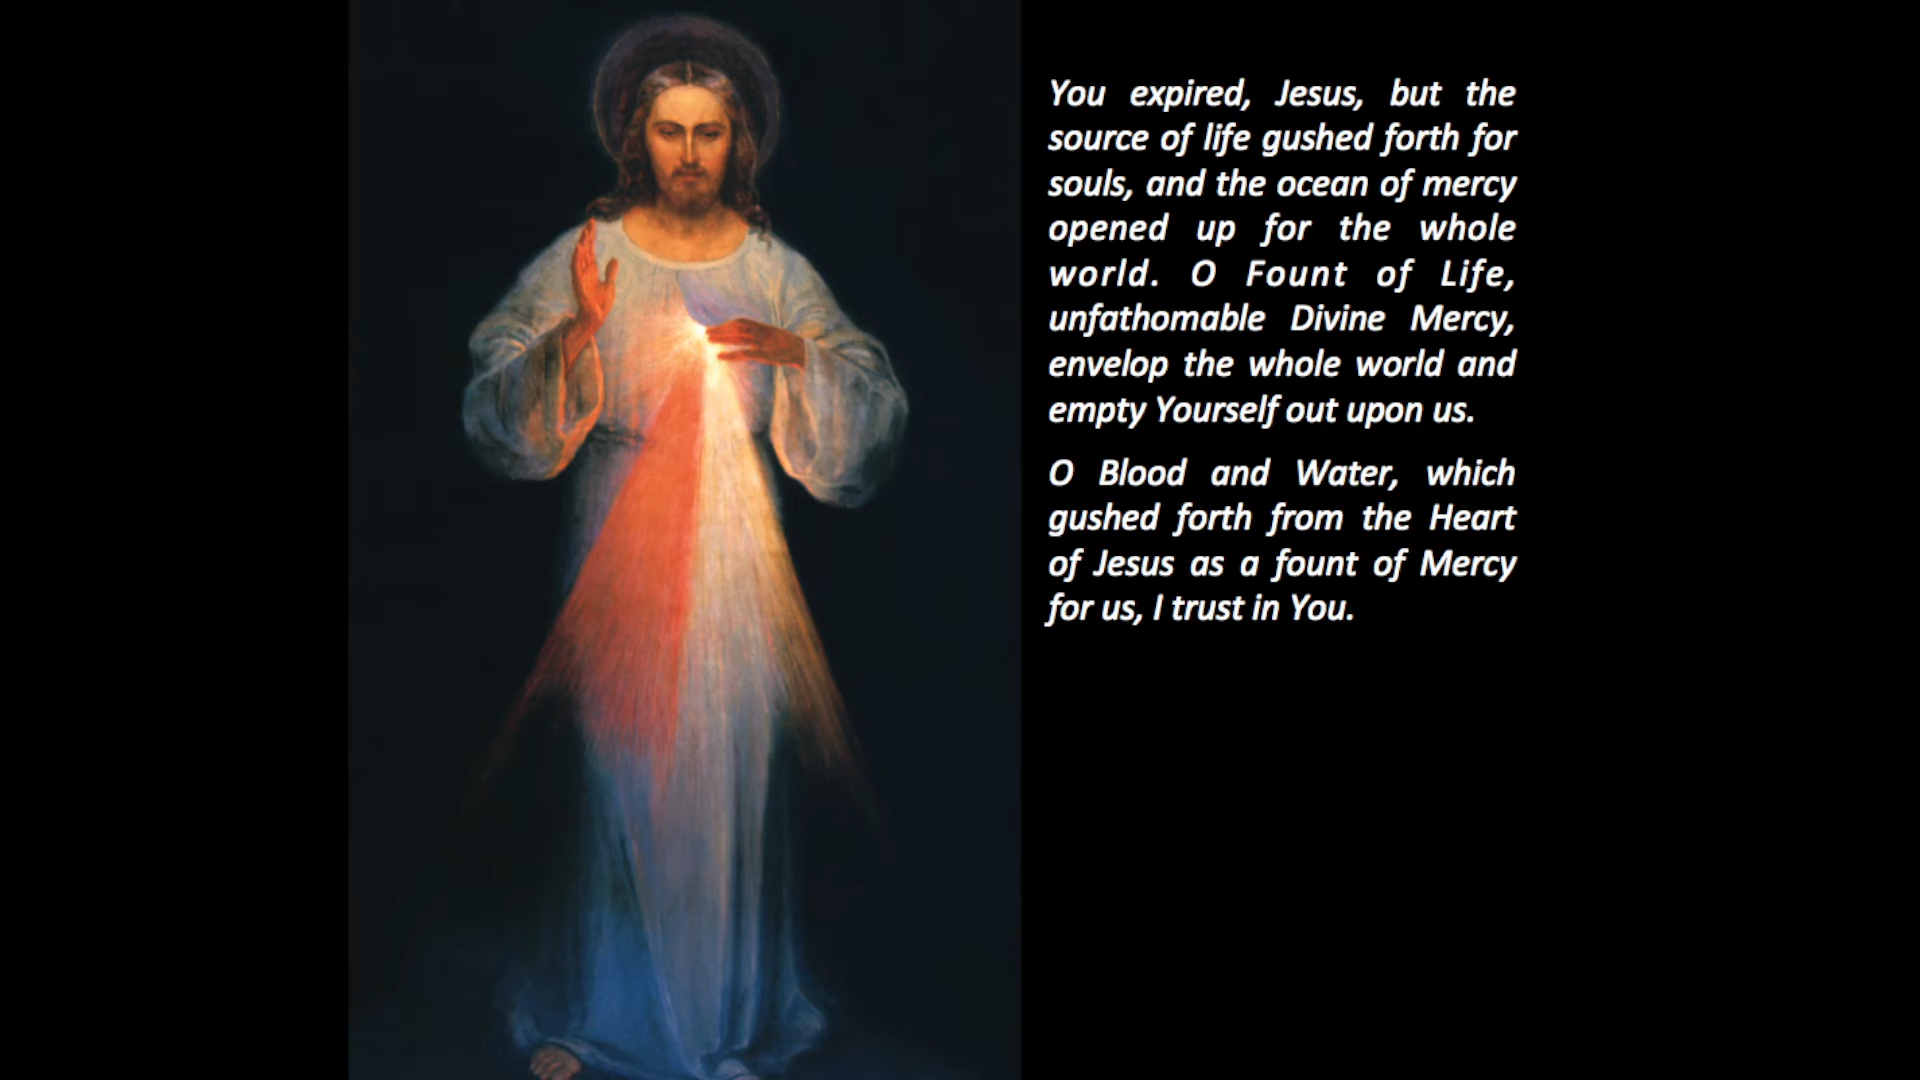 You expired, Jesus, but the
source of life gushed forth for
souls, and the ocean of mercy
opened up for the whole
world. O Fount of Life,
unfathomable Divine Mercy,
envelop the whole world and
empty Yourself out upon us.
O Blood and Water, which
gushed forth from the Heart
of Jesus as a fount of Mercy
for us, I trust in You.